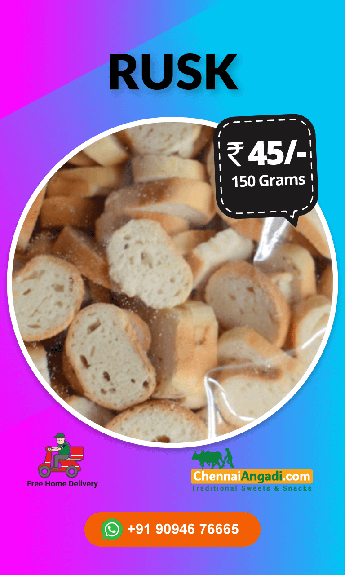 RUSK
₹ 45/-
150 Grams
Free Home Delivery
ChennaiAngadi.com
Traditional Sweets & Snacks
+91 90946 76665